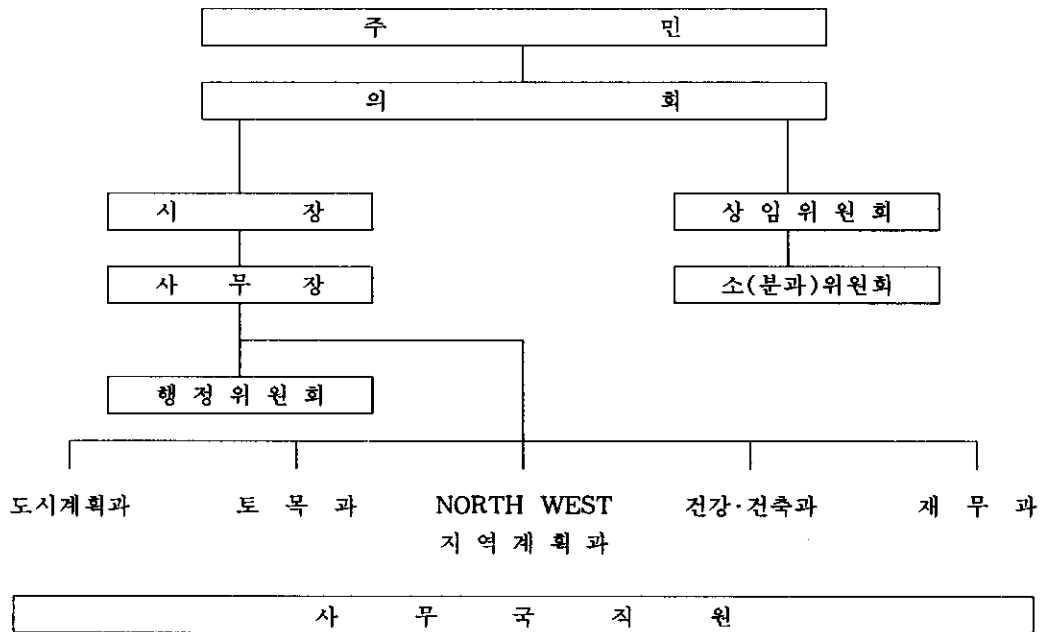 주 민
의 회
시 장
상 임 위 원 회
사 무 장
소(분과)위원회
행 정 위 원 회
도시계획과 토 목 과 NORTH WEST 건강·건축과 재 무 과
지 역 계 획 과
사 무 국 직 원